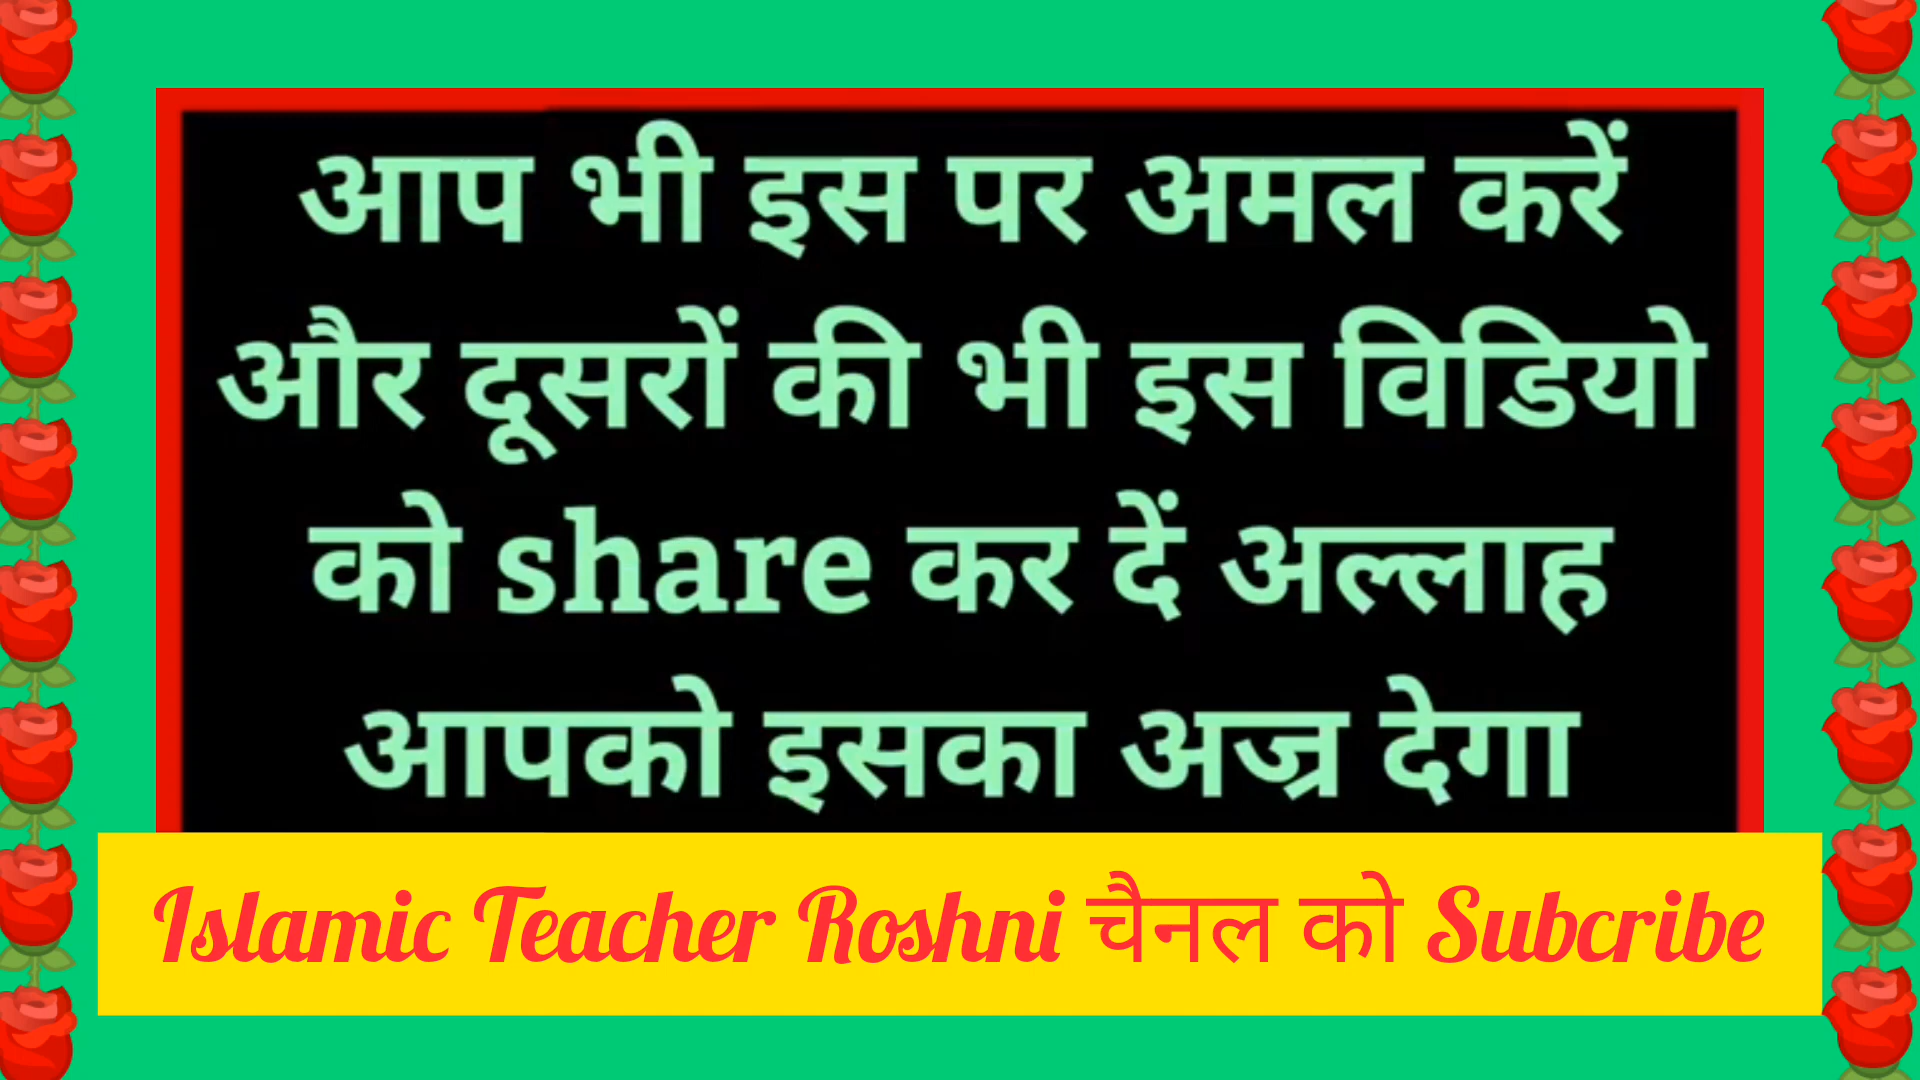 आप भी इस पर अमल करें
और दूसरों की भी इस विडियो
को share कर दें अल्लाह
आपको इसका अज्र देगा
Islamic Teacher Roshni चैनल को Subcribe